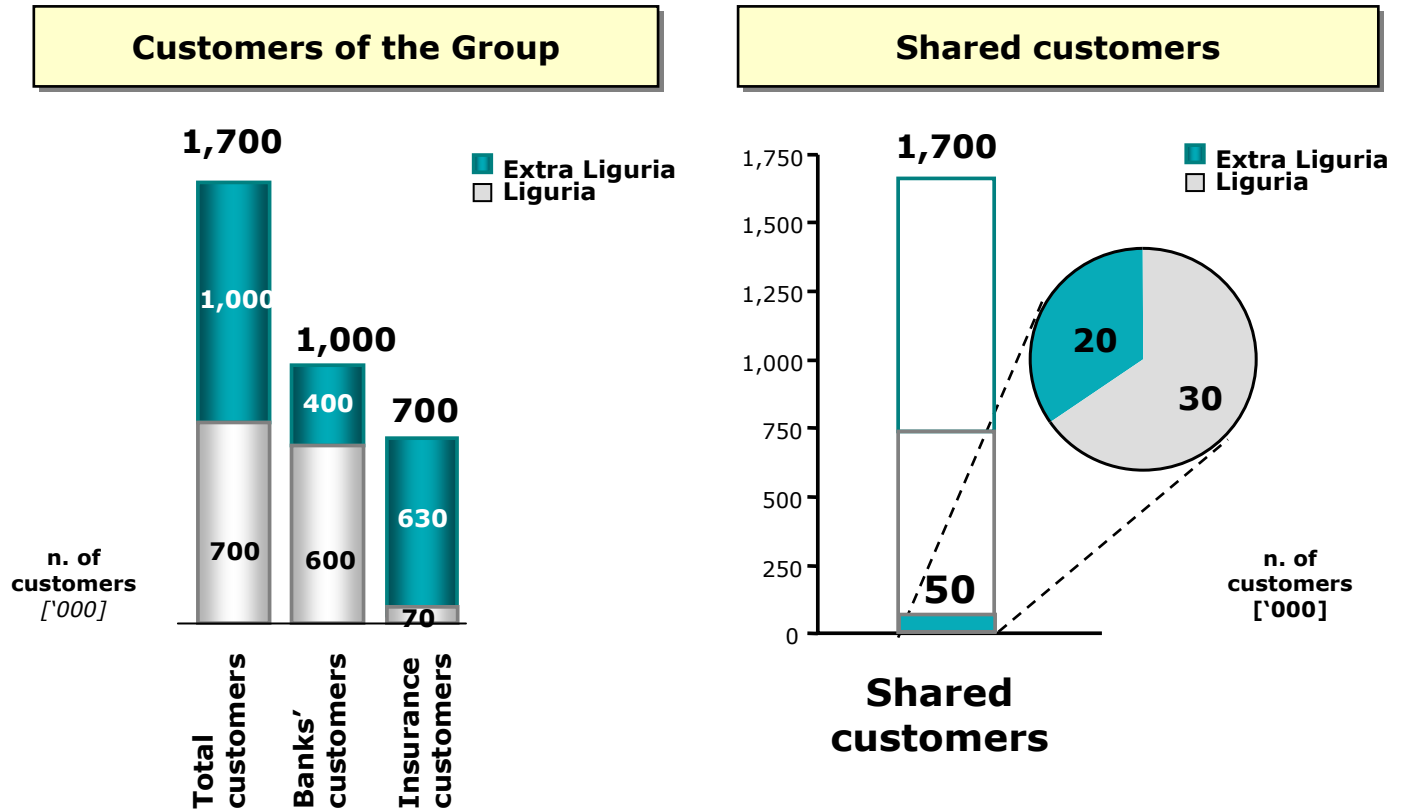 Customers of the Group
1,700
Extra Liguria
Liguria
1,000
1,000
400
700
700
600
630
70
n. of
customers
[‘000]
Total
customers
Banks’
customers
Insurance
customers
Shared customers
1,700
Extra Liguria
Liguria
1,750
1,500
1,250
1,000
750
500
250
0
20
30
50
n. of
customers
[‘000]
Shared
customers